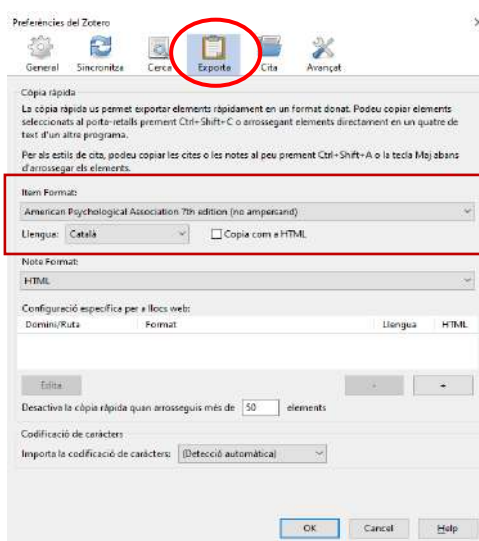 Preferències del Zotero
General Sincronitza Cerca Exporta Cita Avançat
Còpia ràpida
La còpia ràpida us permet exportar elements ràpidament en un format donat. Podeu copiar elements
seleccionats al porta-retalls prement Ctrl+Shift+C o arrossegant elements directament en un quatre de
text d'un altre programa.
Per als estils de cita, podeu copiar les cites o les notes al peu prement Ctrl+Shift+A o la tecla Maj abans
d'arrossegar els elements.
Item Format:
American Psychological Association 7th edition (no ampersand)
Llengua: Català Copia com a HTML
Note Format:
HTML
Configuració específica per a llocs web:
Domini/Ruta Format Llengua HTML
Edita - +
Desactiva la còpia ràpida quan arrosseguis més de 50 elements
Codificació de caràcters
Importa la codificació de caràcters: (Detecció automàtica)
OK Cancel Help